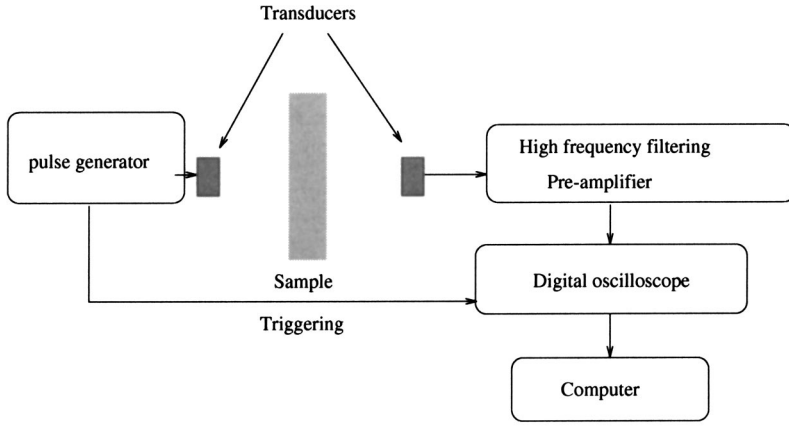 Transducers
pulse generator
High frequency filtering
Pre-amplifier
Sample
Digital oscilloscope
Triggering
Computer